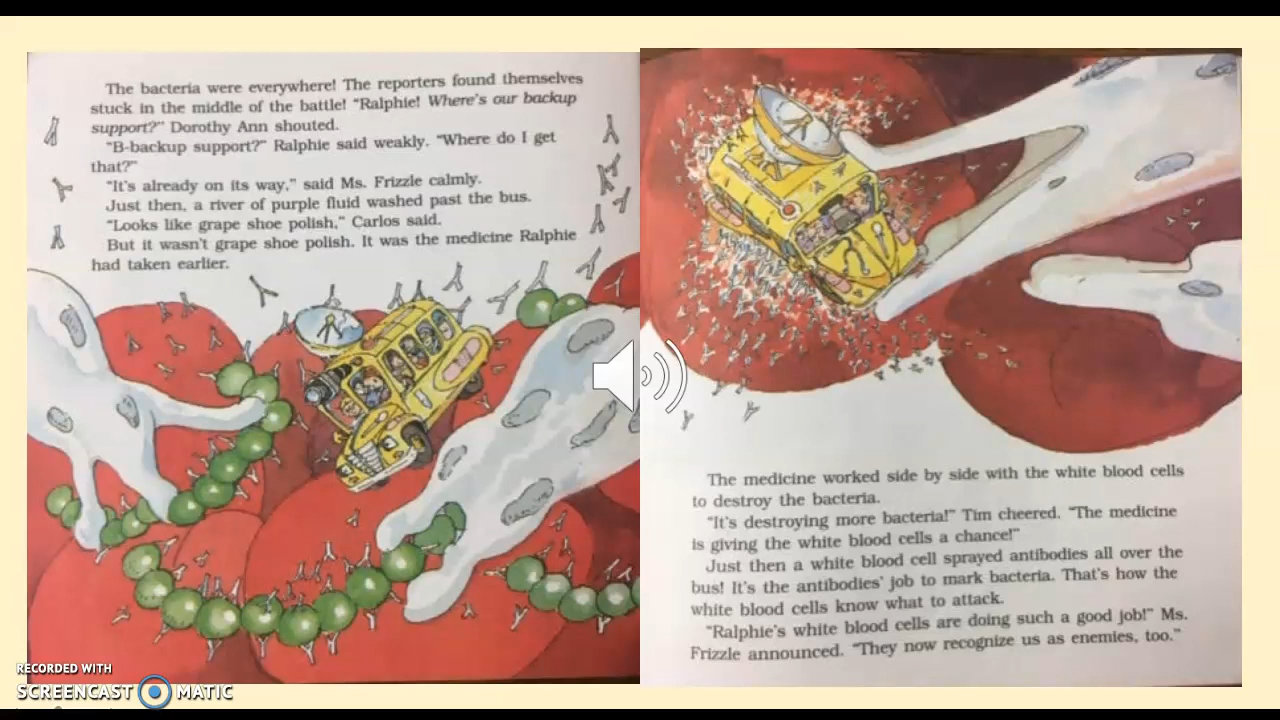 The bacteria were everywhere! The reporters found themselves
stuck in the middle of the battle! “Ralphie! Where’s our backup
support?” Dorothy Ann shouted.
“B-backup support?” Ralphie said weakly. “Where do I get
that?”
“It’s already on its way,” said Ms. Frizzle calmly.
Just then, a river of purple fluid washed past the bus.
“Looks like grape shoe polish,” Carlos said.
But it wasn’t grape shoe polish. It was the medicine Ralphie
had taken earlier.
The medicine worked side by side with the white blood cells
to destroy the bacteria.
“It’s destroying more bacteria!” Tim cheered. “The medicine
is giving the white blood cells a chance!”
Just then a white blood cell sprayed antibodies all over the
bus! It’s the antibodies’ job to mark bacteria. That’s how the
white blood cells know what to attack.
“Ralphie’s white blood cells are doing such a good job!” Ms.
Frizzle announced. “They now recognize us as enemies, too.”
RECORDED WITH
SCREENCAST MATIC